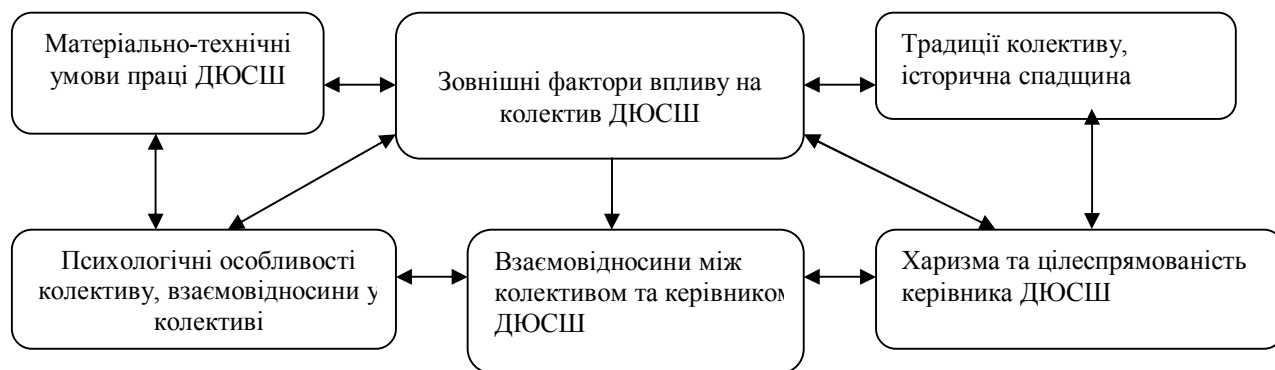 Матеріально-технічні
умови праці ДЮСШ
Зовнішні фактори впливу на
колектив ДЮСШ
Традиції колективу,
історична спадщина
Психологічні особливості
колективу, взаємовідносини у
колективі
Взаємовідносини між
колективом та керівником
ДЮСШ
Харизма та цілеспрямованість
керівника ДЮСШ